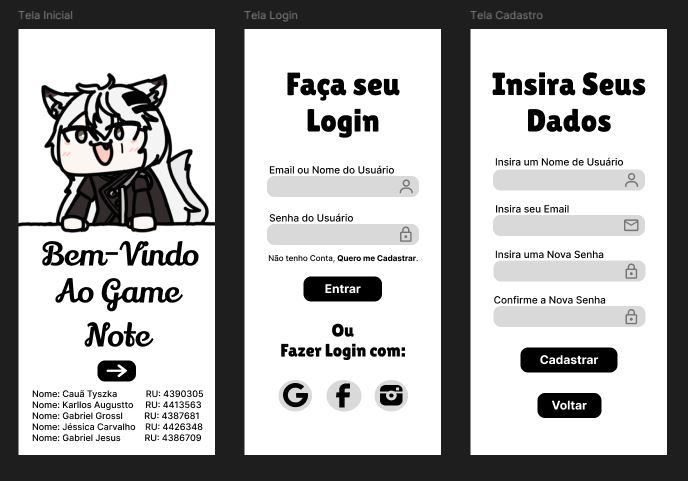 Tela Inicial
Bem-Vindo
Ao Game
Note
Nome: Cauã Tyszka RU: 4390305
Nome: Karllos Augustto RU: 4413563
Nome: Gabriel Grossl RU: 4387681
Nome: Jéssica Carvalho RU: 4426348
Nome: Gabriel Jesus RU: 4386709
Tela Login
Faça seu
Login
Email ou Nome do Usuário
Senha do Usuário
Não tenho Conta, Quero me Cadastrar.
Entrar
Ou
Fazer Login com:
Tela Cadastro
Insira Seus
Dados
Insira um Nome de Usuário
Insira seu Email
Insira uma Nova Senha
Confirme a Nova Senha
Cadastrar
Voltar